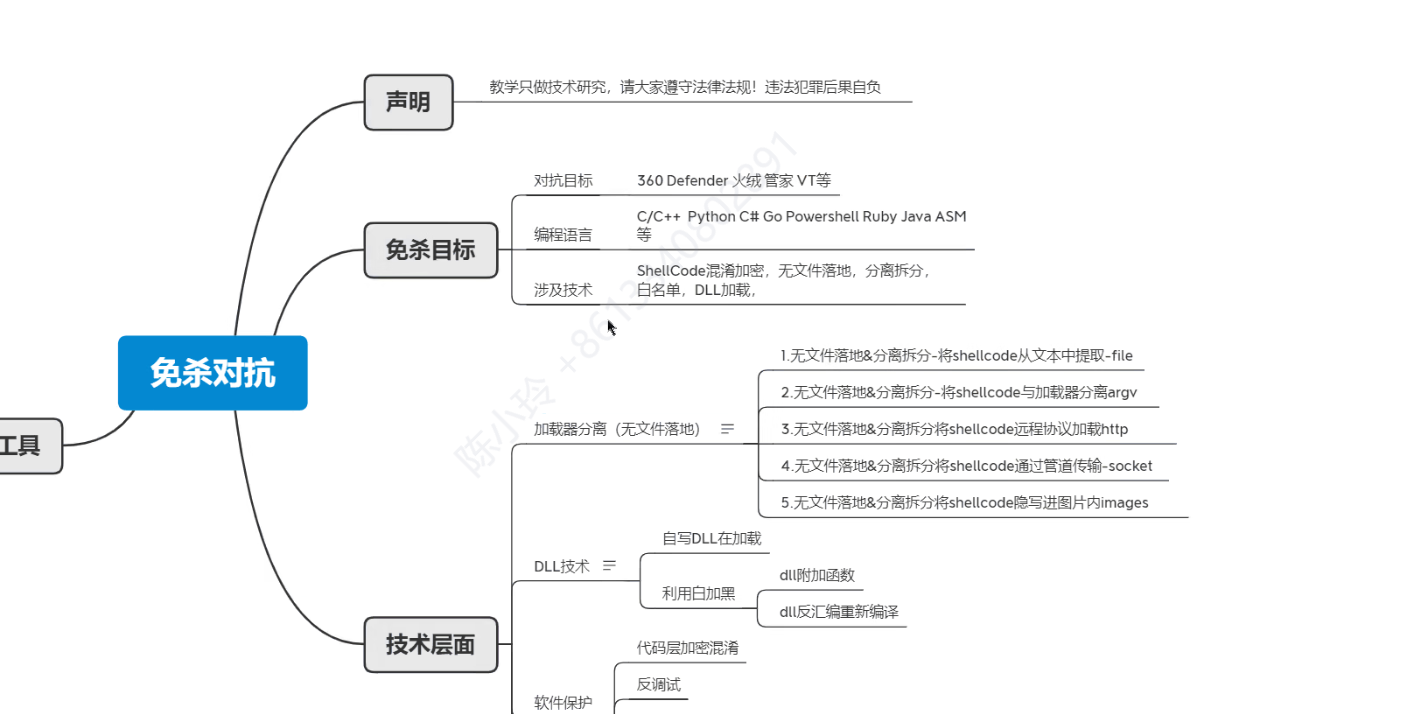 声明
教学只做技术研究，请大家遵守法律法规！违法犯罪后果自负
免杀目标
对抗目标
360 Defender 火绒 管家 VT等
编程语言
C/C++ Python C# Go Powershell Ruby Java ASM
等
涉及技术
ShellCode混淆加密，无文件落地，分离拆分，
白名单，DLL加载，
免杀对抗
工具
技术层面
加载器分离（无文件落地）
1.无文件落地&分离拆分-将shellcode从文本中提取-file
2.无文件落地&分离拆分-将shellcode与加载器分离argv
3.无文件落地&分离拆分将shellcode远程协议加载http
4.无文件落地&分离拆分将shellcode通过管道传输-socket
5.无文件落地&分离拆分将shellcode隐写进图片内images
DLL技术
自写DLL在加载
利用白加黑
dll附加函数
dll反汇编重新编译
软件保护
代码层加密混淆
反调试